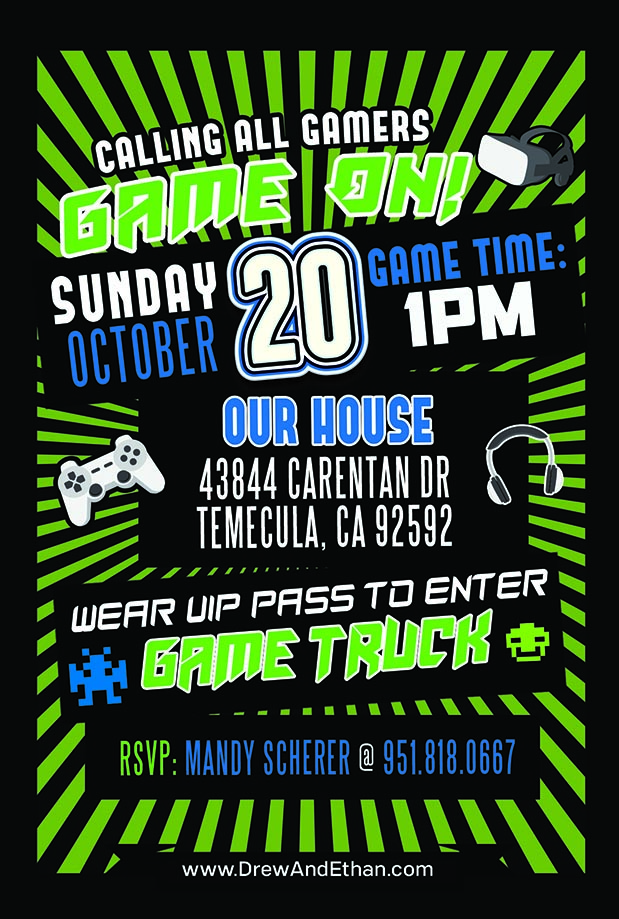 CALLING ALL GAMERS
GAME ON!
SUNDAY
OCTOBER
20
GAME TIME:
1PM
OUR HOUSE
43844 CARENTAN DR
TEMECULA, CA 92592
WEAR VIP PASS TO ENTER
GAME TRUCK
RSVP: MANDY SCHERER @ 951.818.0667
www.DrewAndEthan.com